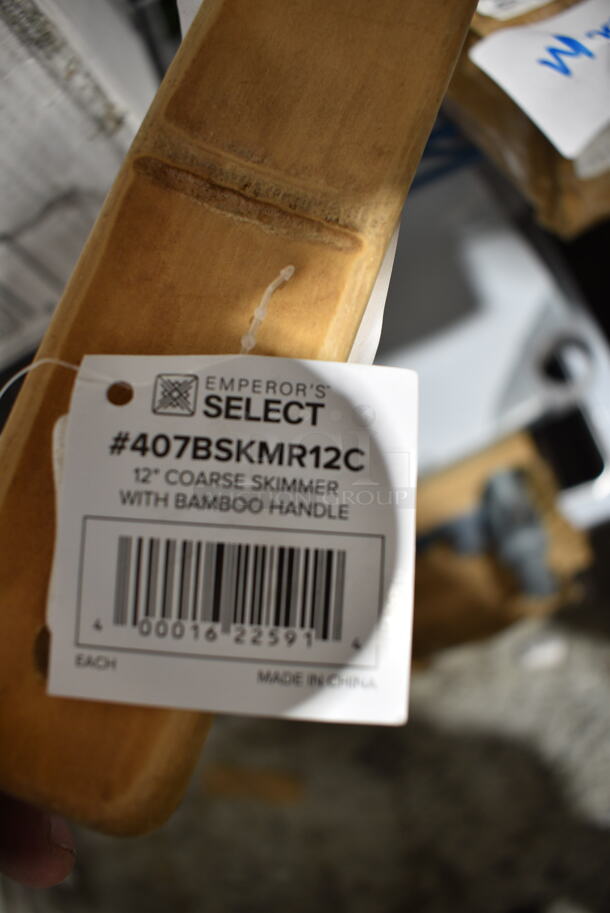 EMPEROR'S
SELECT
#407BSKMR12C
12" COARSE SKIMMER
WITH BAMBOO HANDLE
4 00016 22591 4
EACH
MADE IN CHINA